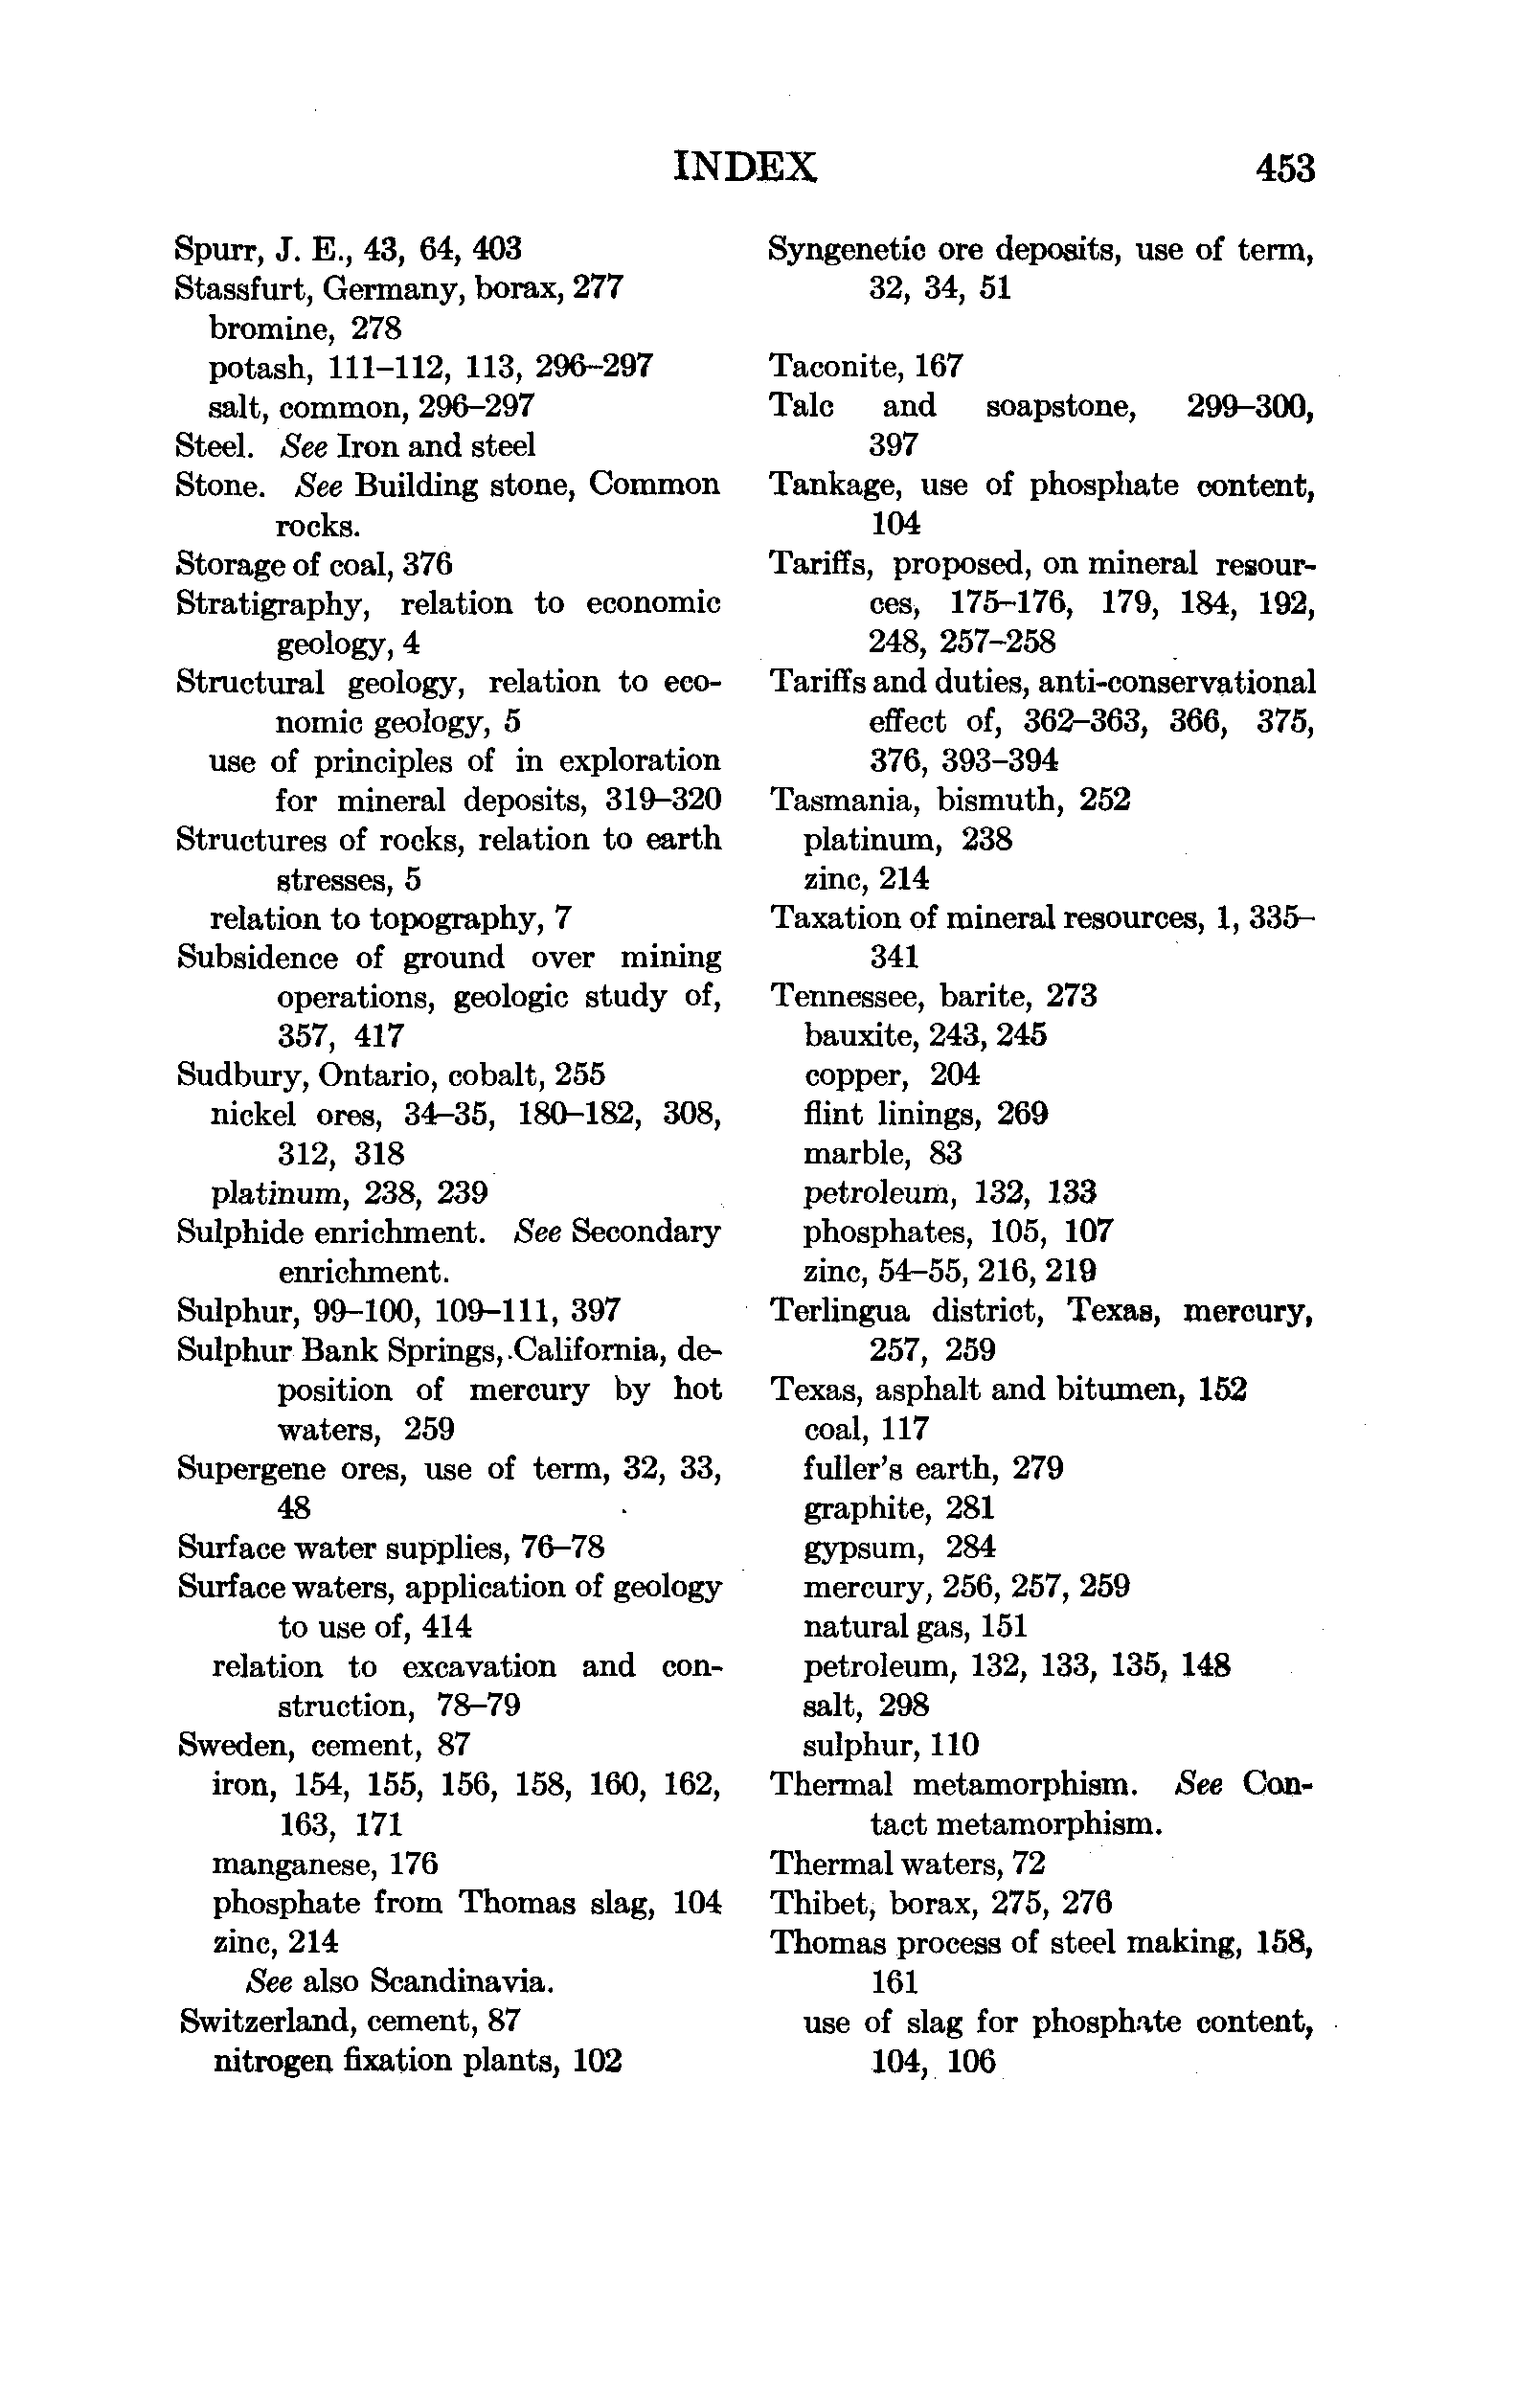 INDEX 453
Spurr, J. E., 43, 64, 403
Stassfurt, Germany, borax, 277
bromine, 278
potash, 111–112, 113, 296–297
salt, common, 296–297
Steel. See Iron and steel
Stone. See Building stone, Common
rocks.
Storage of coal, 376
Stratigraphy, relation to economic
geology, 4
Structural geology, relation to eco-
nomic geology, 5
use of principles of in exploration
for mineral deposits, 319–320
Structures of rocks, relation to earth
stresses, 5
relation to topography, 7
Subsidence of ground over mining
operations, geologic study of,
357, 417
Sudbury, Ontario, cobalt, 255
nickel ores, 34–35, 180–182, 308,
312, 318
platinum, 238, 239
Sulphide enrichment. See Secondary
enrichment.
Sulphur, 99–100, 109–111, 397
Sulphur Bank Springs, California, de-
position of mercury by hot
waters, 259
Supergene ores, use of term, 32, 33,
48
Surface water supplies, 76–78
Surface waters, application of geology
to use of, 414
relation to excavation and con-
struction, 78–79
Sweden, cement, 87
iron, 154, 155, 156, 158, 160, 162,
163, 171
manganese, 176
phosphate from Thomas slag, 104
zinc, 214
See also Scandinavia.
Switzerland, cement, 87
nitrogen fixation plants, 102
Syngenetic ore deposits, use of term,
32, 34, 51
Taconite, 167
Talc and soapstone, 299–300,
397
Tankage, use of phosphate content,
104
Tariffs, proposed, on mineral resour-
ces, 175–176, 179, 184, 192,
248, 257–258
Tariffs and duties, anti-conservational
effect of, 362–363, 366, 375,
376, 393–394
Tasmania, bismuth, 252
platinum, 238
zinc, 214
Taxation of mineral resources, 1, 335–
341
Tennessee, barite, 273
bauxite, 243, 245
copper, 204
flint linings, 269
marble, 83
petroleum, 132, 133
phosphates, 105, 107
zinc, 54–55, 216, 219
Terlingua district, Texas, mercury,
257, 259
Texas, asphalt and bitumen, 152
coal, 117
fuller's earth, 279
graphite, 281
gypsum, 284
mercury, 256, 257, 259
natural gas, 151
petroleum, 132, 133, 135, 148
salt, 298
sulphur, 110
Thermal metamorphism. See Con-
tact metamorphism.
Thermal waters, 72
Thibet, borax, 275, 276
Thomas process of steel making, 158,
161
use of slag for phosphate content,
104, 106